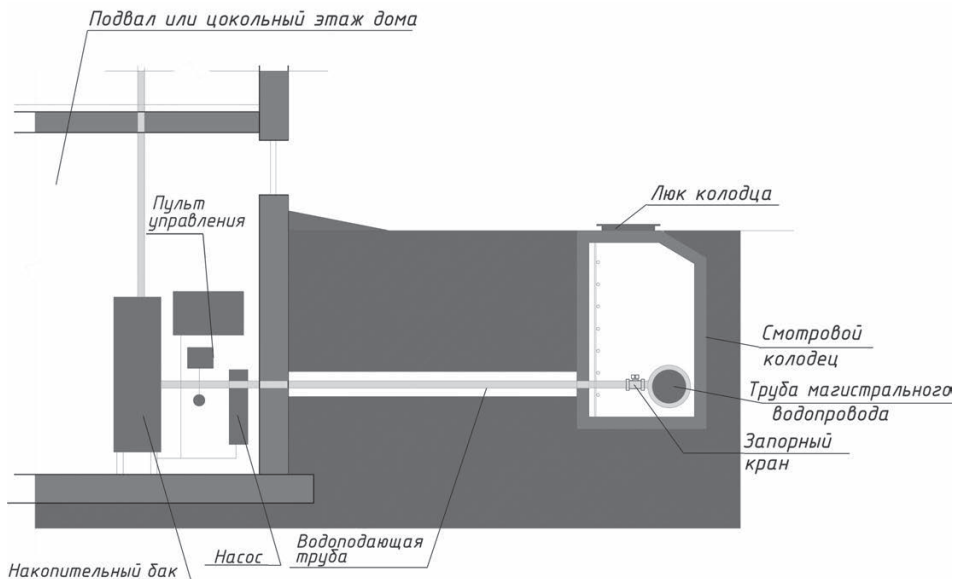 Подвал или цокольный этаж дома
Пульт
управления
Люк колодца
Смотровой
колодец
Труба магистрального
водопровода
Запорный
кран
Водоподающая
труба
Насос
Накопительный бак